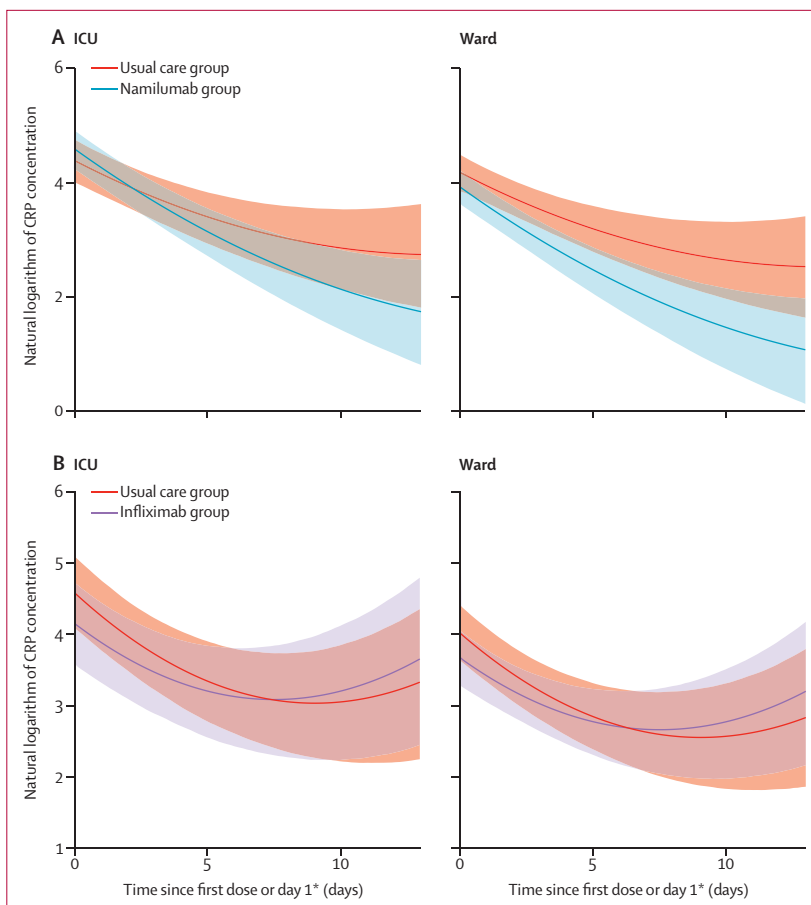 A ICU
Ward
Usual care group
Namilumab group
Natural logarithm of CRP concentration
6
4
2
0
B ICU
Ward
Usual care group
Infliximab group
Natural logarithm of CRP concentration
6
5
4
3
2
1
0 5 10
0 5 10
Time since first dose or day 1* (days)
Time since first dose or day 1* (days)